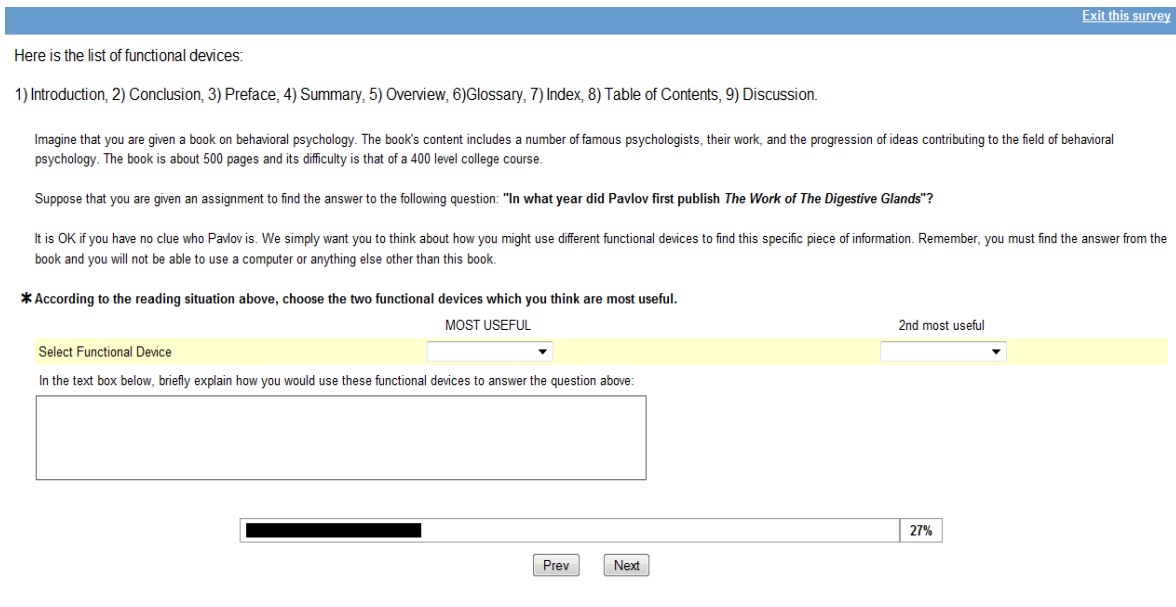 Exit this survey
Here is the list of functional devices:
1) Introduction, 2) Conclusion, 3) Preface, 4) Summary, 5) Overview, 6)Glossary, 7) Index, 8) Table of Contents, 9) Discussion.
Imagine that you are given a book on behavioral psychology. The book's content includes a number of famous psychologists, their work, and the progression of ideas contributing to the field of behavioral
psychology. The book is about 500 pages and its difficulty is that of a 400 level college course.
Suppose that you are given an assignment to find the answer to the following question: "In what year did Pavlov first publish The Work of The Digestive Glands"?
It is OK if you have no clue who Pavlov is. We simply want you to think about how you might use different functional devices to find this specific piece of information. Remember, you must find the answer from the
book and you will not be able to use a computer or anything else other than this book.
* According to the reading situation above, choose the two functional devices which you think are most useful.
MOST USEFUL 2nd most useful
Select Functional Device
In the text box below, briefly explain how you would use these functional devices to answer the question above:
27%
Prev Next